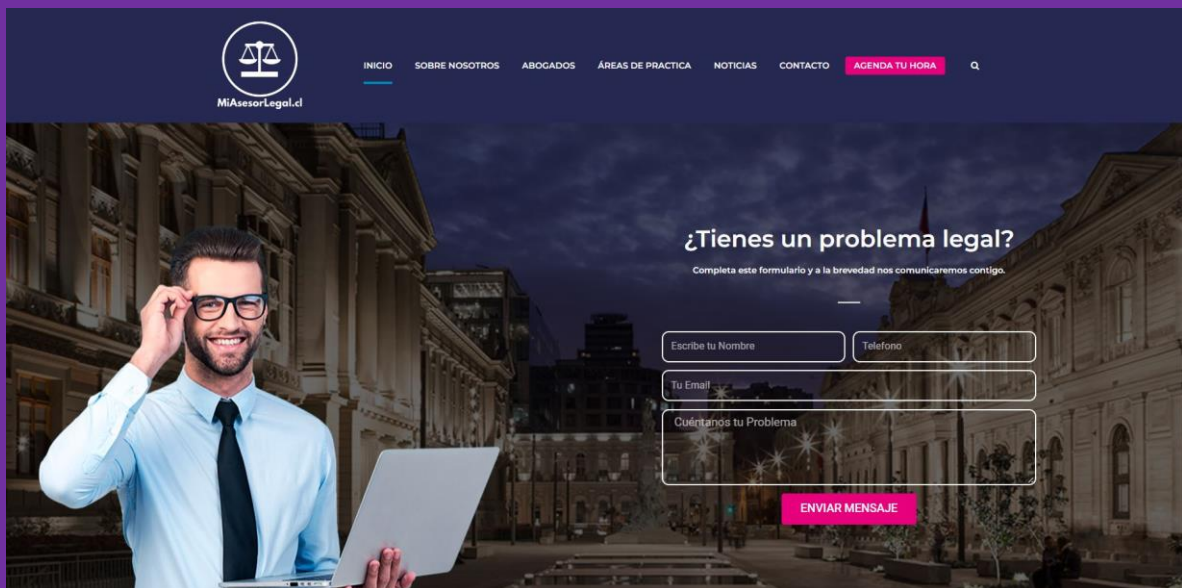 MiAsesorLegal.cl
INICIO SOBRE NOSOTROS ABOGADOS ÁREAS DE PRACTICA NOTICIAS CONTACTO AGENDA TU HORA
¿Tienes un problema legal?
Completa este formulario y a la brevedad nos comunicaremos contigo.
Escribe tu Nombre Telefono
Tu Email
Cuéntanos tu Problema
ENVIAR MENSAJE